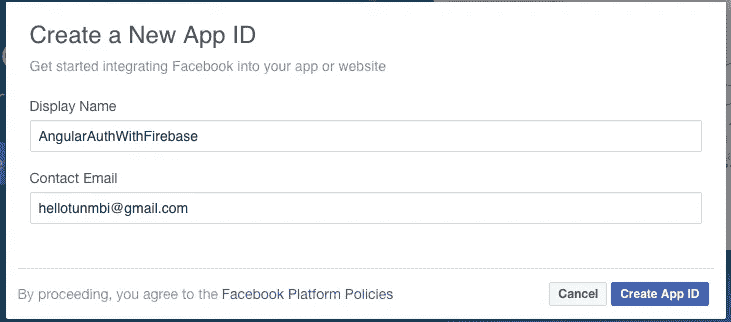 Create a New App ID
Get started integrating Facebook into your app or website
Display Name
AngularAuthWithFirebase
Contact Email
hellotunmbi@gmail.com
By proceeding, you agree to the Facebook Platform Policies
Cancel
Create App ID